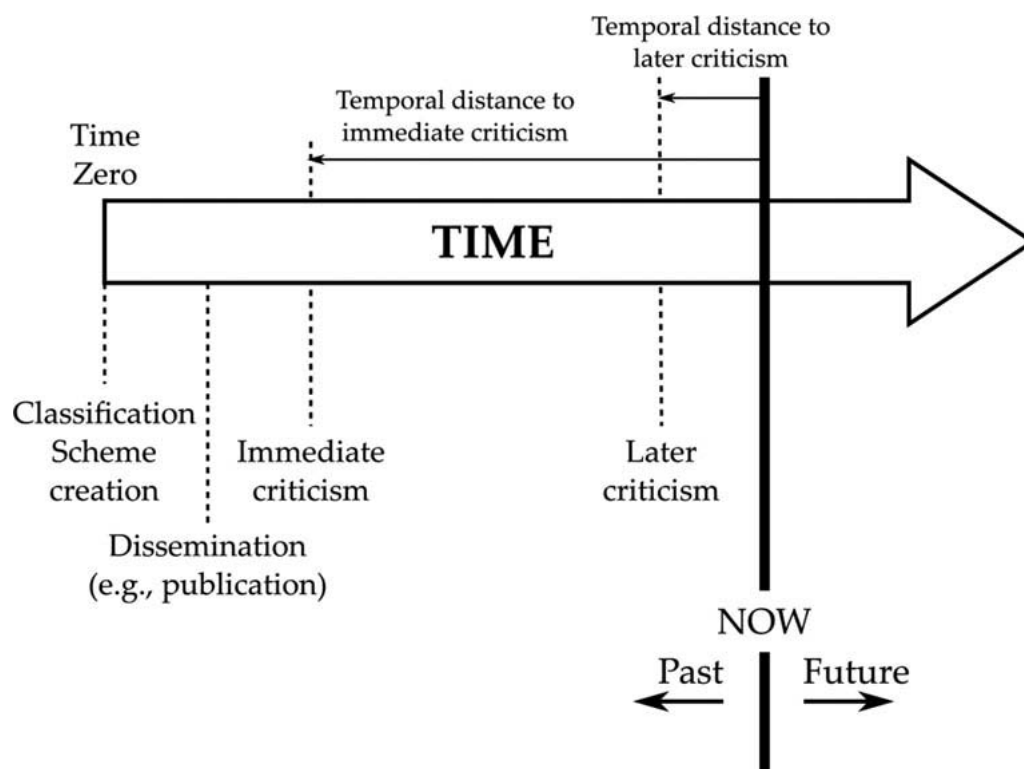 Temporal distance to
later criticism
Temporal distance to
immediate criticism
Time
Zero
TIME
Classification
Scheme
creation
Immediate
criticism
Later
criticism
Dissemination
(e.g., publication)
NOW
Past
Future